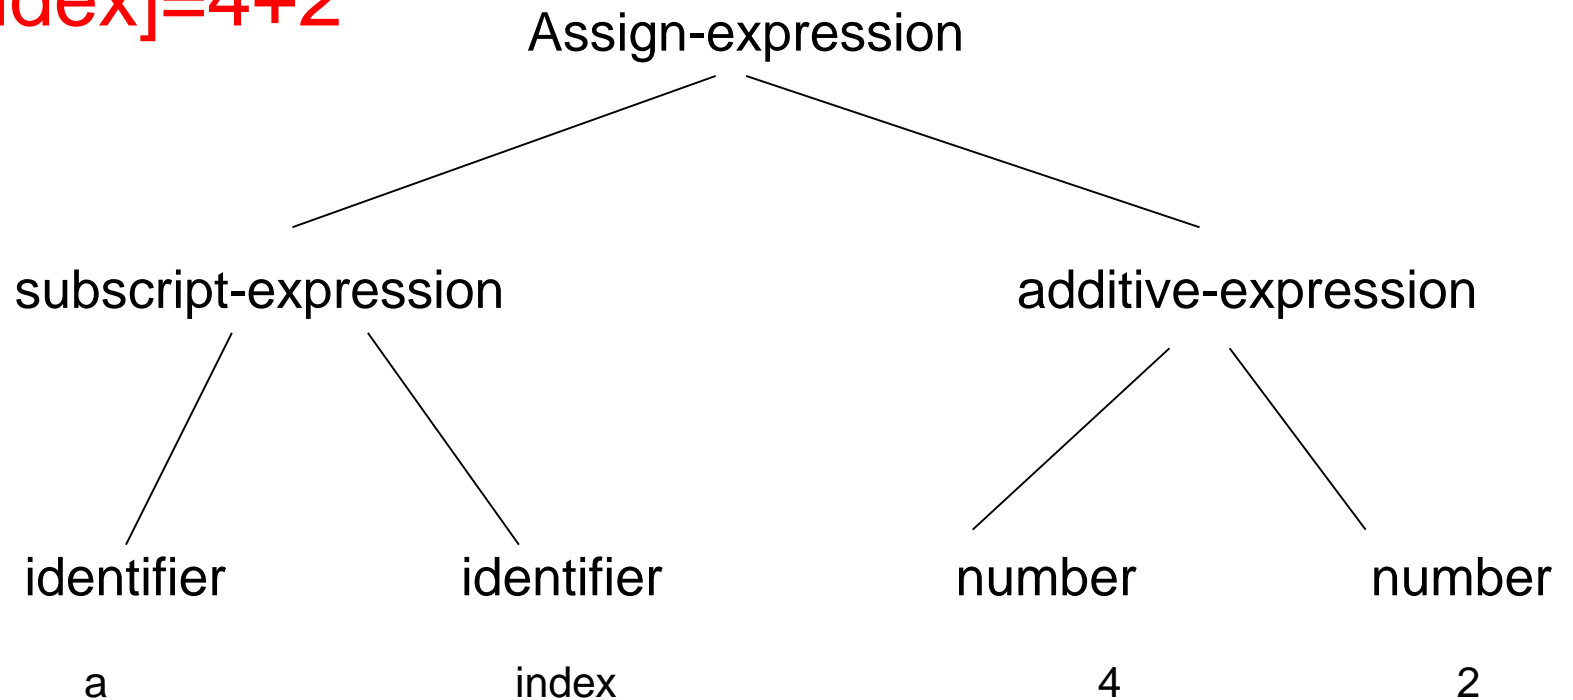 ndex]=4+2
Assign-expression
subscript-expression additive-expression
identifier identifier number number
a index 4 2